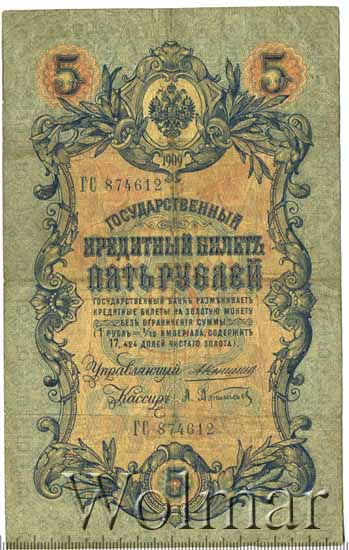 5 5
1909
ГС 874612
ГОСУДАРСТВЕННЫЙ
КРЕДИТНЫЙ БИЛЕТЪ
ПЯТЬ РУБЛЕЙ
ГОСУДАРСТВЕННЫЙ БАНКЪ РАЗМѢНИВАЕТЪ
КРЕДИТНЫЕ БИЛЕТЫ НА ЗОЛОТУЮ МОНЕТУ
БЕЗЪ ОГРАНИЧЕНІЯ СУММЫ
(1 РУБЛЬ = 1/15 ИМПЕРІАЛА, СОДЕРЖИТЪ
17,424 ДОЛЕЙ ЧИСТАГО ЗОЛОТА).
Управляющій
Кассиръ
ГС 874612
5
Wolmar